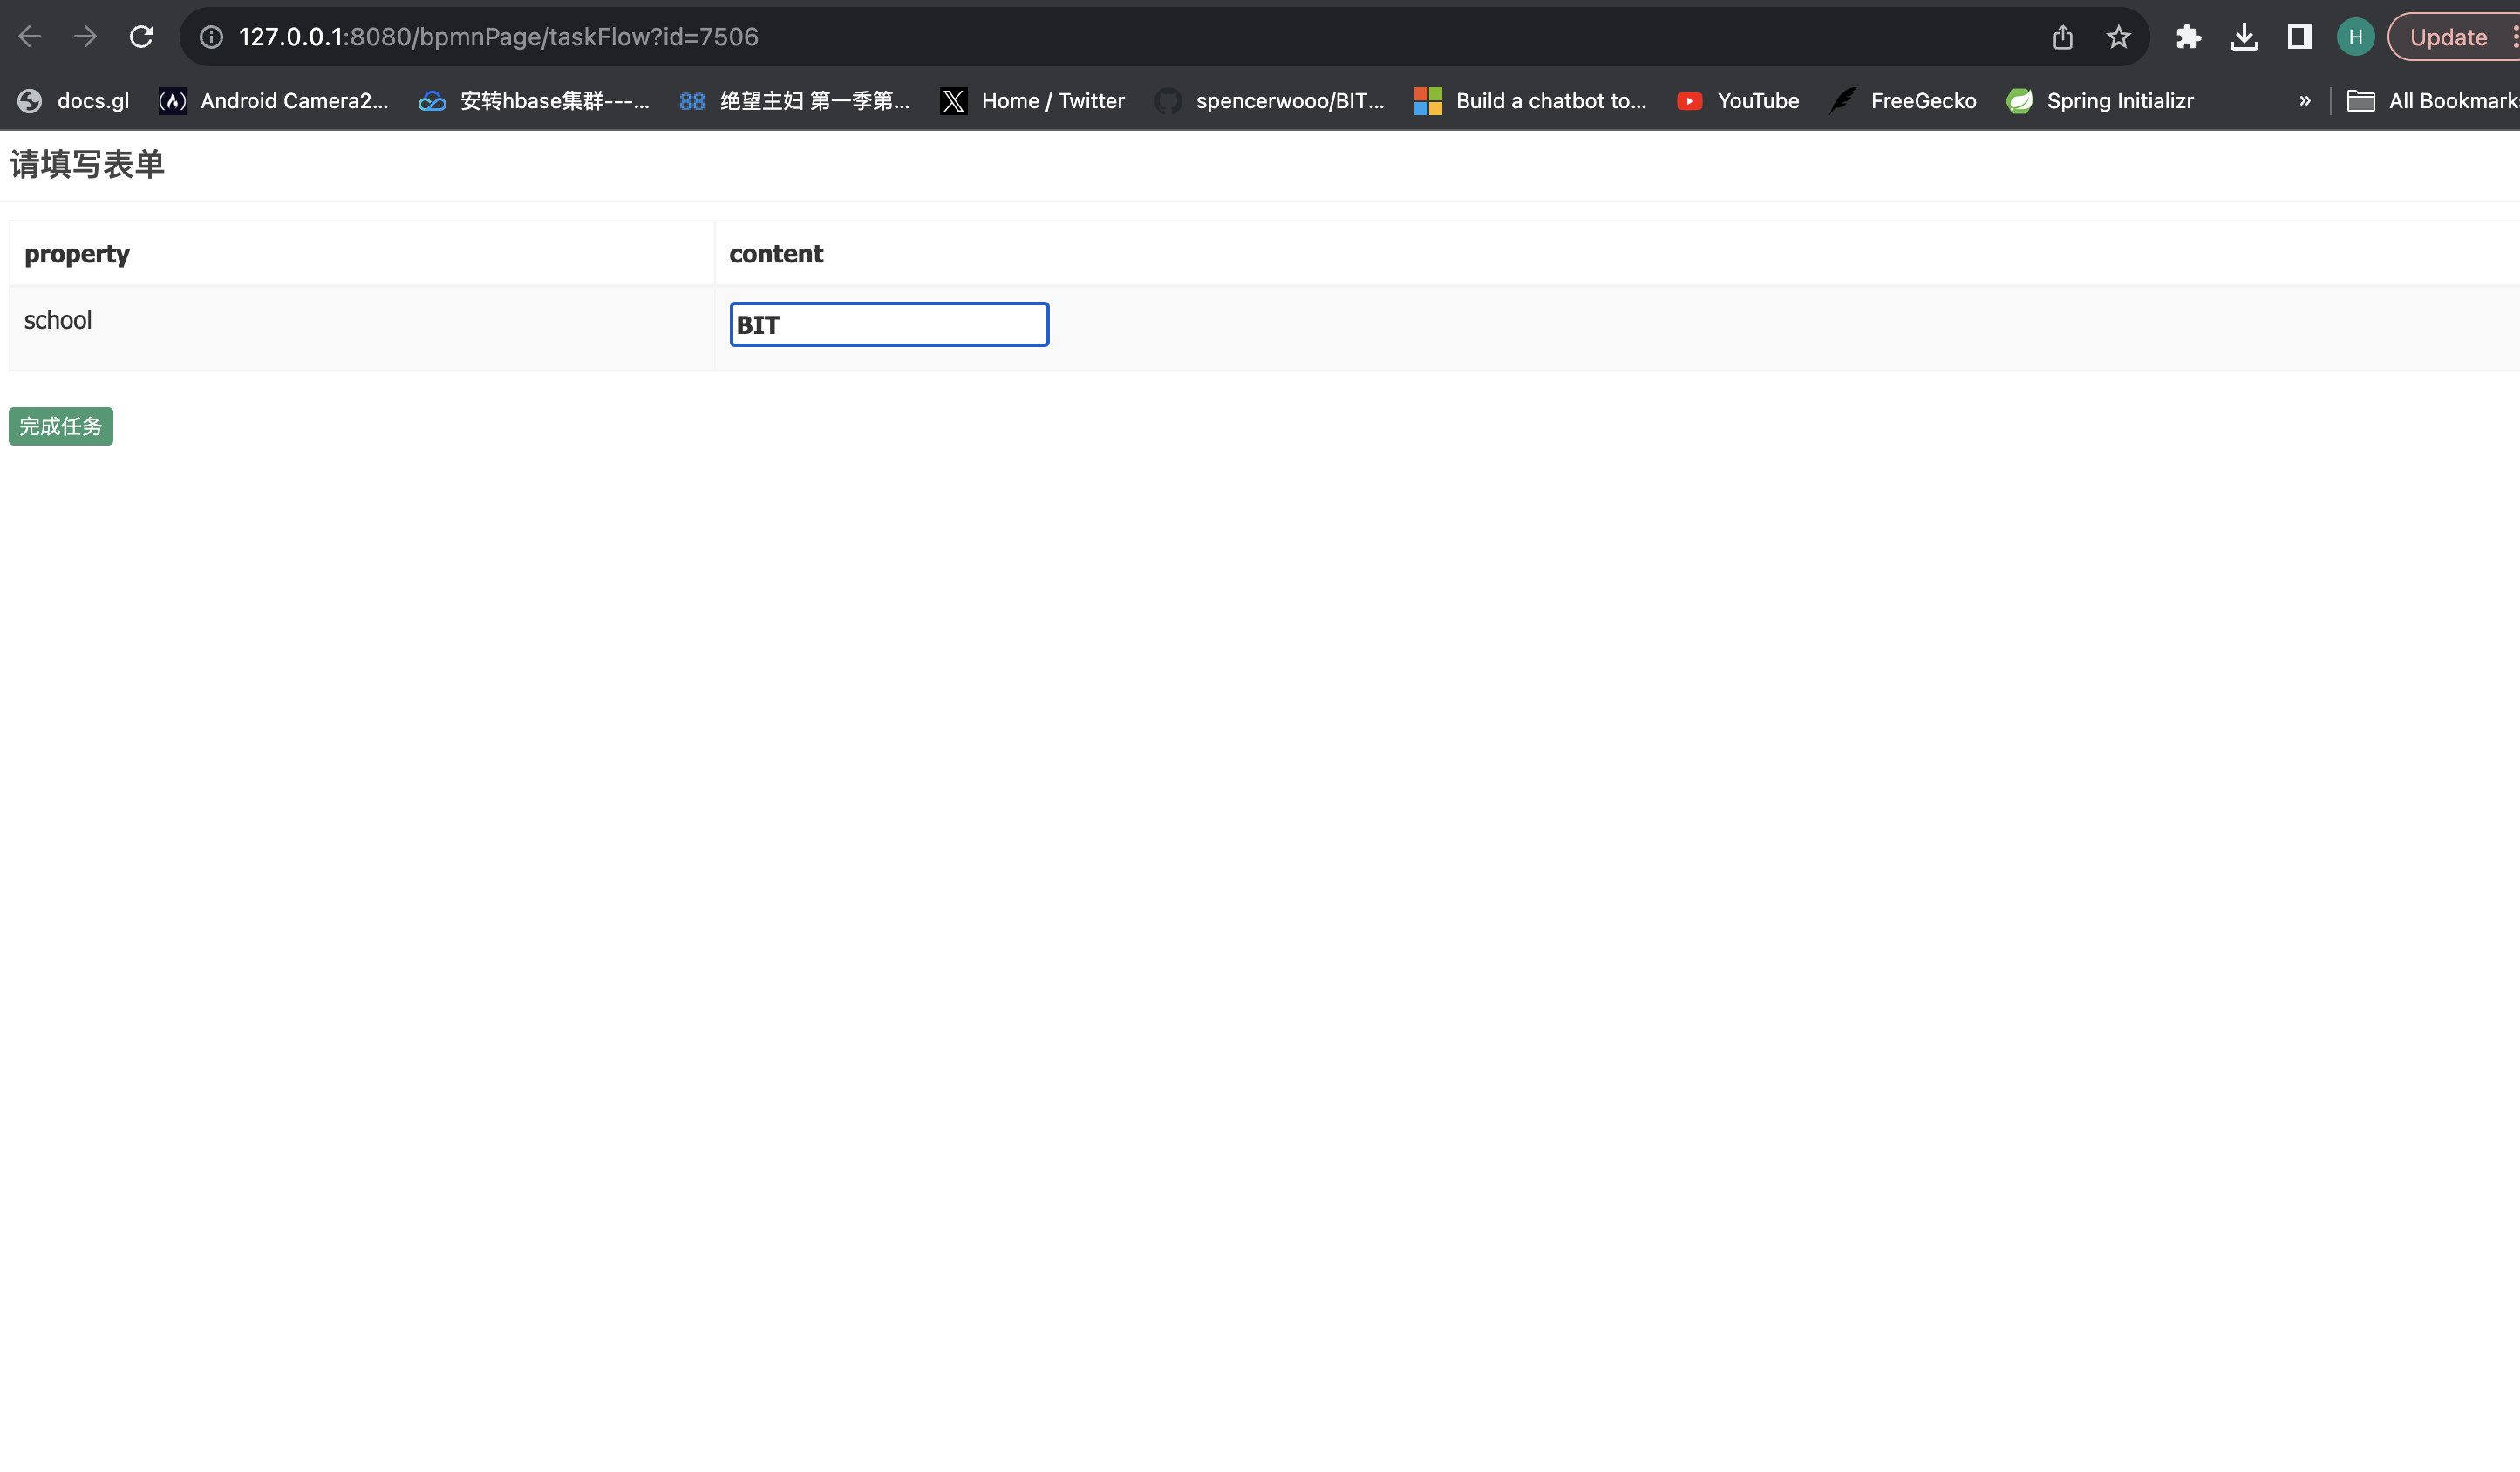 127.0.0.1:8080/bpmnPage/taskFlow?id=7506
H
Update
docs.gl
Android Camera2...
安转hbase集群---...
88
绝望主妇 第一季第...
Home / Twitter
spencerwooo/BIT...
Build a chatbot to...
YouTube
FreeGecko
Spring Initializr
»
All Bookmark
请填写表单
property content
school BIT
完成任务